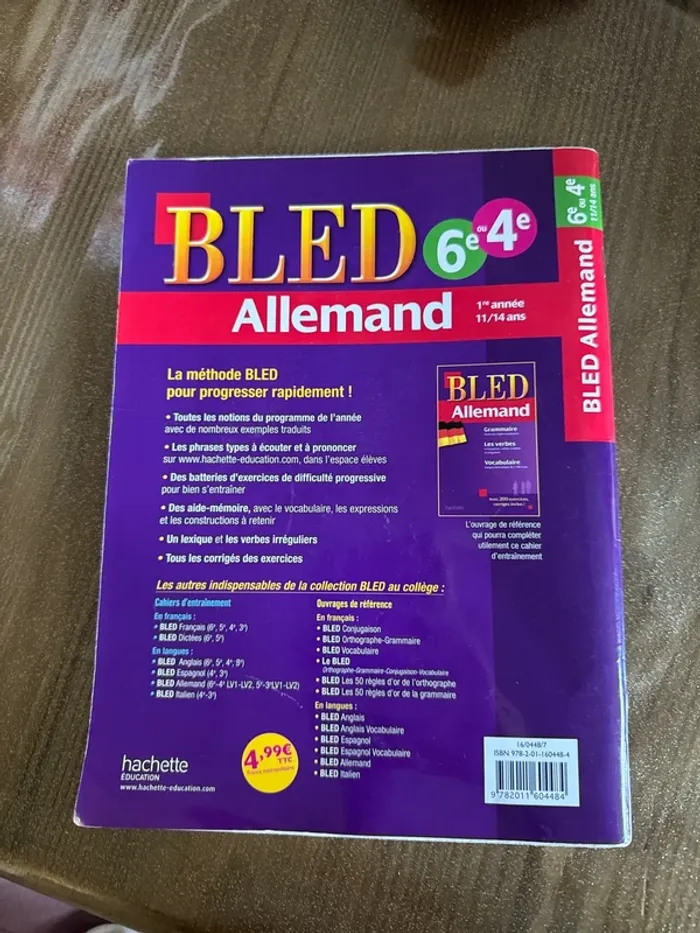 BLED 6e ou 4e
Allemand 1re année
11/14 ans
La méthode BLED
pour progresser rapidement !
• Toutes les notions du programme de l'année
avec de nombreux exemples traduits
• Les phrases types à écouter et à prononcer
sur www.hachette-education.com, dans l'espace élèves
• Des batteries d'exercices de difficulté progressive
pour bien s'entraîner
• Des aide-mémoire, avec le vocabulaire, les expressions
et les constructions à retenir
• Un lexique et les verbes irréguliers
• Tous les corrigés des exercices
BLED
Allemand
Grammaire
Les verbes
Vocabulaire
L'ouvrage de référence
qui pourra compléter
utilement ce cahier
d'entraînement
Les autres indispensables de la collection BLED au collège :
Cahiers d'entraînement
En français :
• BLED Français (6e, 5e, 4e, 3e)
• BLED Dictées (6e, 5e)
En langues :
• BLED Anglais (6e, 5e, 4e, 3e)
• BLED Espagnol (4e, 3e)
• BLED Allemand (6e-4e LV1-LV2, 5e-3e LV1-LV2)
• BLED Italien (4e-3e)
Ouvrages de référence
En français :
• BLED Conjugaison
• BLED Orthographe-Grammaire
• BLED Vocabulaire
• Le BLED
Orthographe-Grammaire-Conjugaison-Vocabulaire
• BLED Les 50 règles d'or de l'orthographe
• BLED Les 50 règles d'or de la grammaire
En langues :
• BLED Anglais
• BLED Anglais Vocabulaire
• BLED Espagnol
• BLED Espagnol Vocabulaire
• BLED Allemand
• BLED Italien
hachette
ÉDUCATION
www.hachette-education.com
4,99€
TTC
France métropolitaine
16/0448/7
ISBN 978-2-01-160448-4
9 782011 604484
BLED Allemand 6e ou 4e
11/14 ans